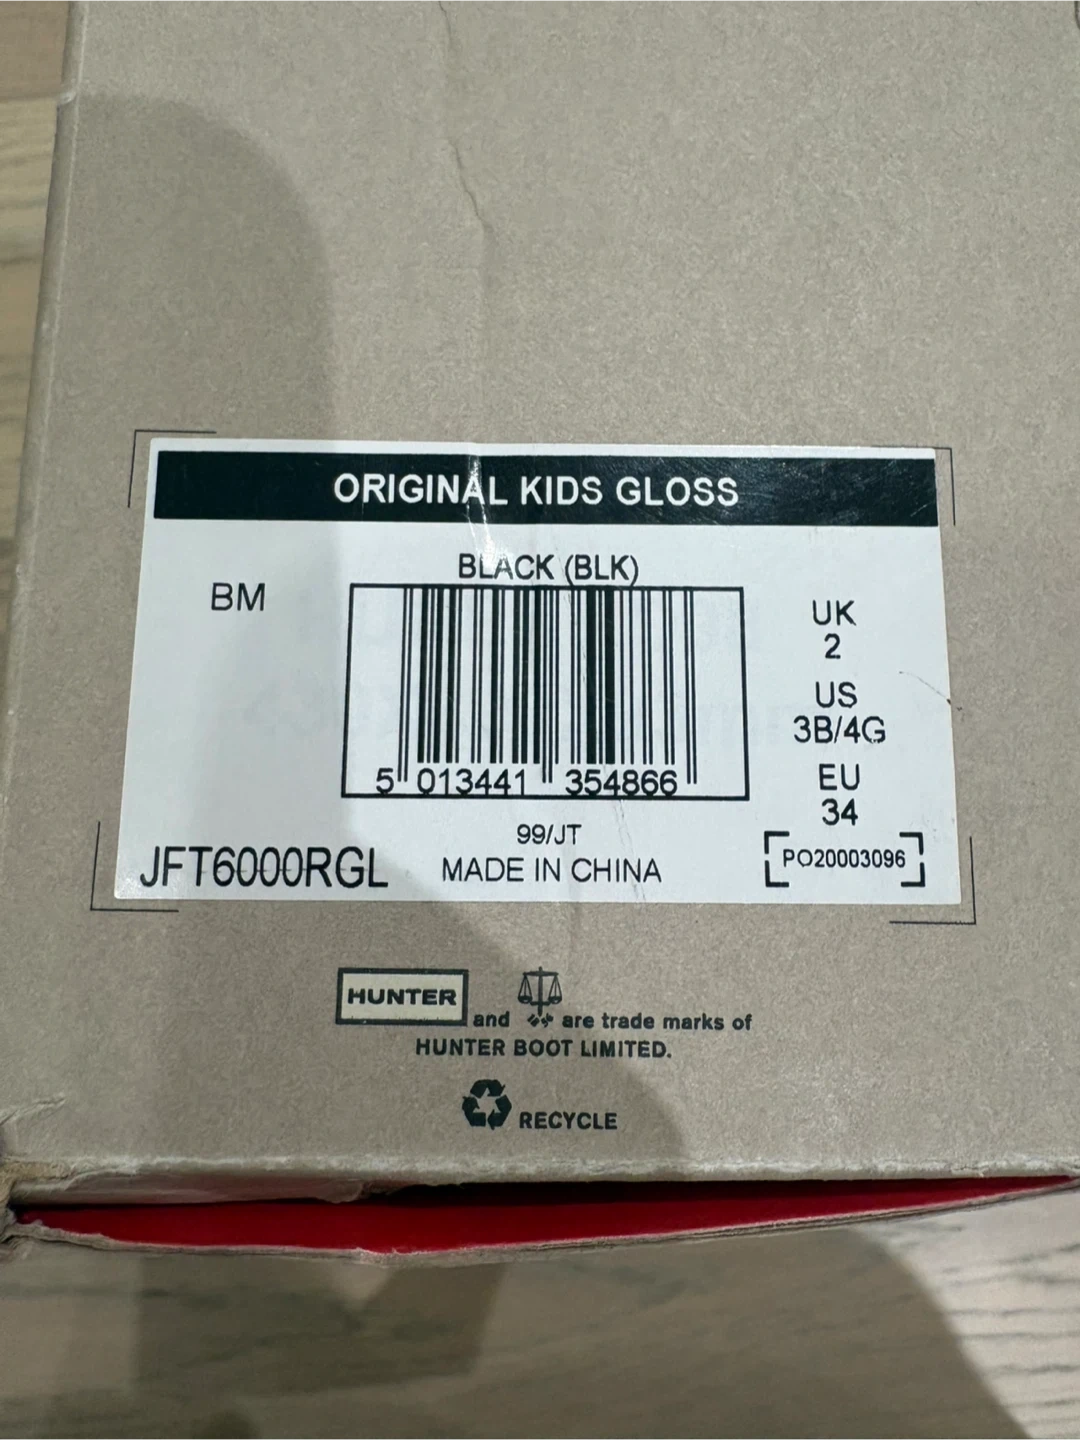 ORIGINAL KIDS GLOSS
BLACK (BLK)
BM
UK
2
US
3B/4G
EU
34
5 013441 354866
99/JT
JFT6000RGL
MADE IN CHINA
PO20003096
HUNTER and are trade marks of
HUNTER BOOT LIMITED.
RECYCLE